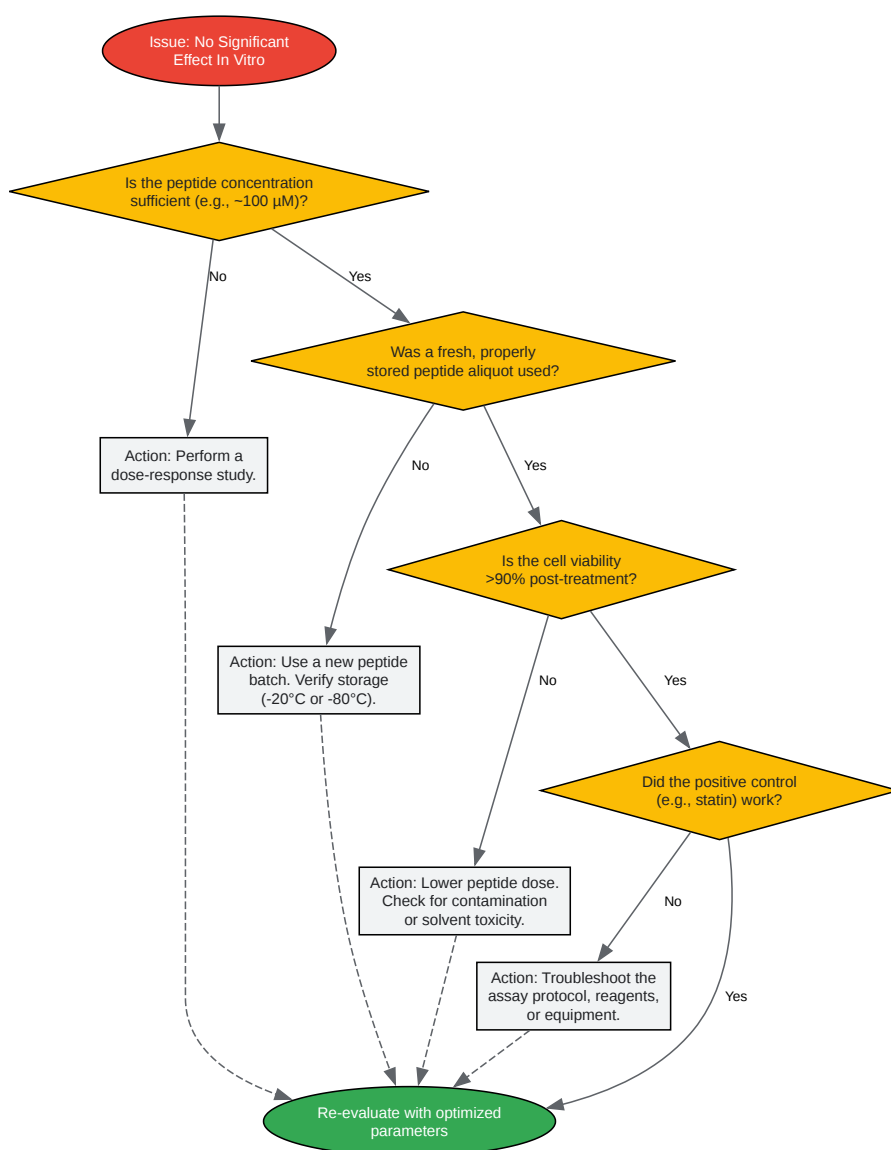 Issue: No Significant
Effect In Vitro
Is the peptide concentration
sufficient (e.g., ~100 µM)?
No
Yes
Was a fresh, properly
stored peptide aliquot used?
Action: Perform a
dose-response study.
No
Yes
Is the cell viability
>90% post-treatment?
Action: Use a new peptide
batch. Verify storage
(-20°C or -80°C).
No
Yes
Did the positive control
(e.g., statin) work?
Action: Lower peptide dose.
Check for contamination
or solvent toxicity.
No
Action: Troubleshoot the
assay protocol, reagents,
or equipment.
Yes
Re-evaluate with optimized
parameters